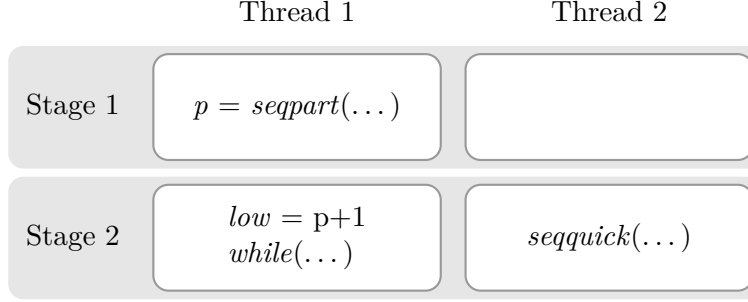 Thread 1 Thread 2
Stage 1 p = seqpart(...)
Stage 2
low = p+1
while(...)
seqquick(...)